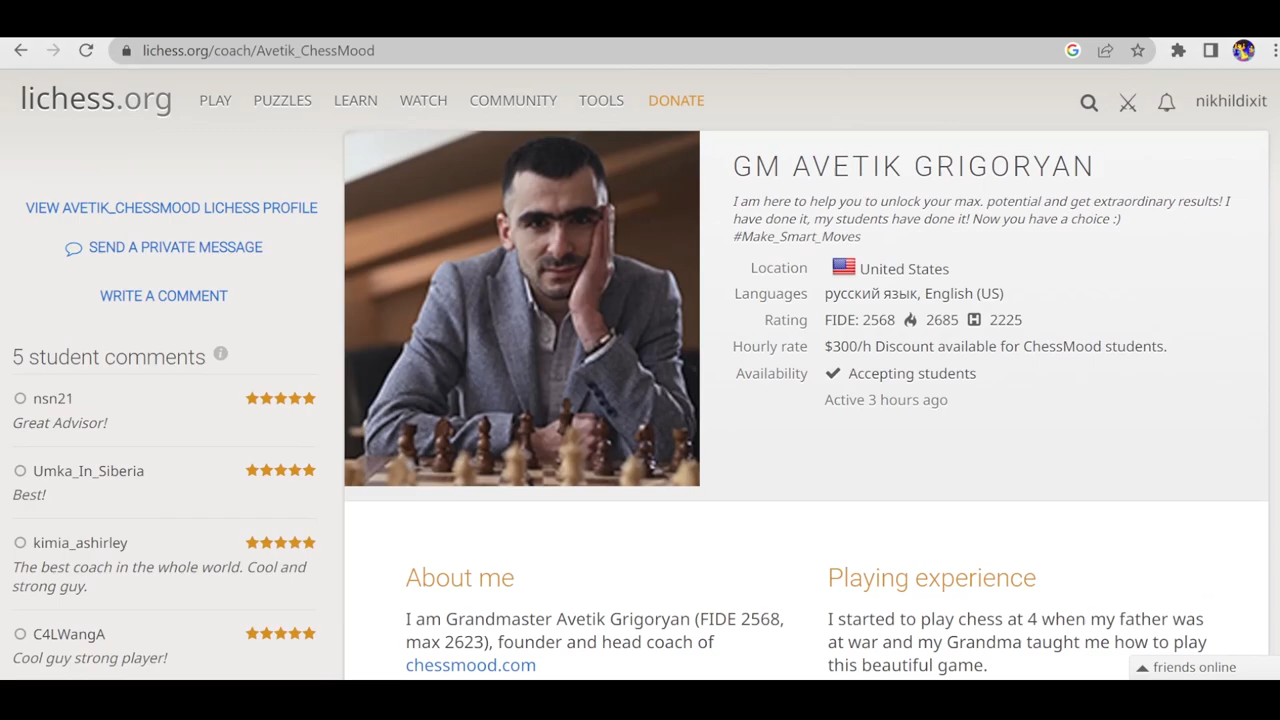 lichess.org/coach/Avetik_ChessMood
lichess.org PLAY PUZZLES LEARN WATCH COMMUNITY TOOLS DONATE nikhildixit
VIEW AVETIK_CHESSMOOD LICHESS PROFILE
SEND A PRIVATE MESSAGE
WRITE A COMMENT
5 student comments
nsn21
Great Advisor!
Umka_In_Siberia
Best!
kimia_ashirley
The best coach in the whole world. Cool and
strong guy.
C4LWangA
Cool guy strong player!
GM AVETIK GRIGORYAN
I am here to help you to unlock your max. potential and get extraordinary results! I
have done it, my students have done it! Now you have a choice :)
#Make_Smart_Moves
Location United States
Languages русский язык, English (US)
Rating FIDE: 2568 2685 2225
Hourly rate $300/h Discount available for ChessMood students.
Availability Accepting students
Active 3 hours ago
About me
I am Grandmaster Avetik Grigoryan (FIDE 2568,
max 2623), founder and head coach of
chessmood.com
Playing experience
I started to play chess at 4 when my father was
at war and my Grandma taught me how to play
this beautiful game.
friends online